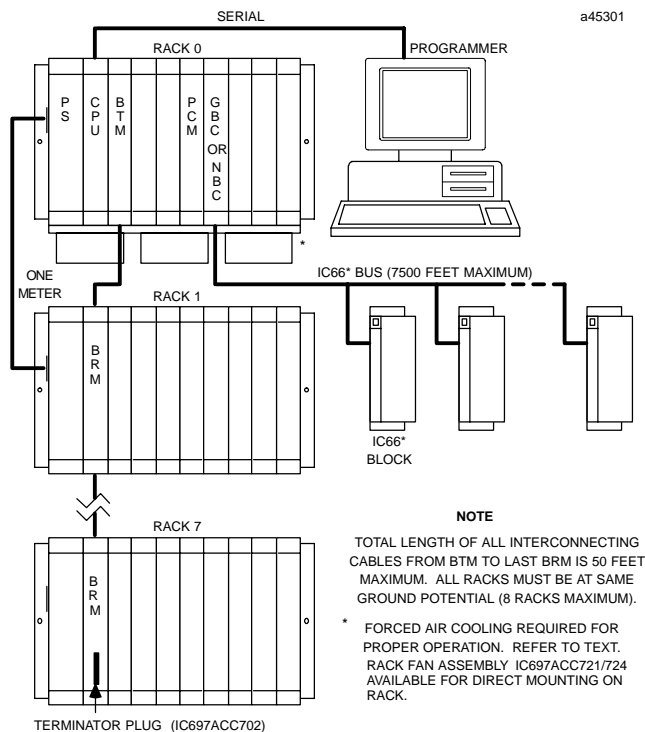 SERIAL
a45301
RACK 0
PROGRAMMER
PS
CPU
BTM
PCM
GBC
OR
NBC
*
ONE
METER
IC66* BUS (7500 FEET MAXIMUM)
RACK 1
BRM
IC66*
BLOCK
RACK 7
BRM
NOTE
TOTAL LENGTH OF ALL INTERCONNECTING
CABLES FROM BTM TO LAST BRM IS 50 FEET
MAXIMUM. ALL RACKS MUST BE AT SAME
GROUND POTENTIAL (8 RACKS MAXIMUM).
* FORCED AIR COOLING REQUIRED FOR
PROPER OPERATION. REFER TO TEXT.
RACK FAN ASSEMBLY IC697ACC721/724
AVAILABLE FOR DIRECT MOUNTING ON
RACK.
TERMINATOR PLUG (IC697ACC702)